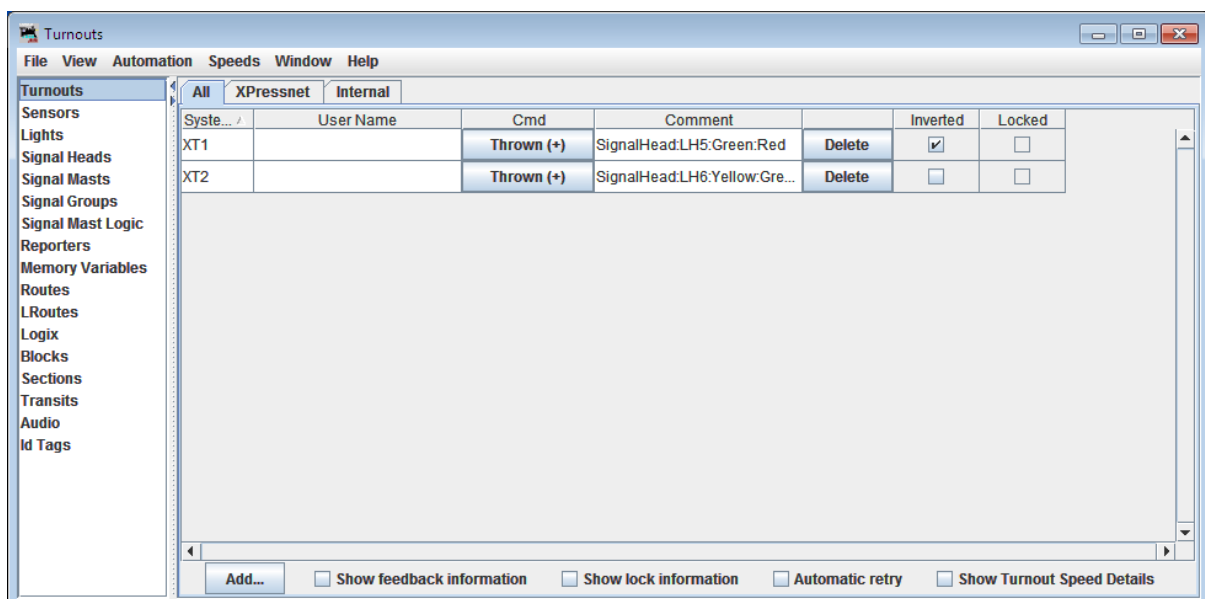 Turnouts
File View Automation Speeds Window Help
Turnouts
Sensors
Lights
Signal Heads
Signal Masts
Signal Groups
Signal Mast Logic
Reporters
Memory Variables
Routes
LRoutes
Logix
Blocks
Sections
Transits
Audio
Id Tags
All XPressnet Internal
Syste... User Name Cmd Comment Inverted Locked
XT1 Thrown (+) SignalHead:LH5:Green:Red Delete
XT2 Thrown (+) SignalHead:LH6:Yellow:Gre... Delete
Add... Show feedback information Show lock information Automatic retry Show Turnout Speed Details